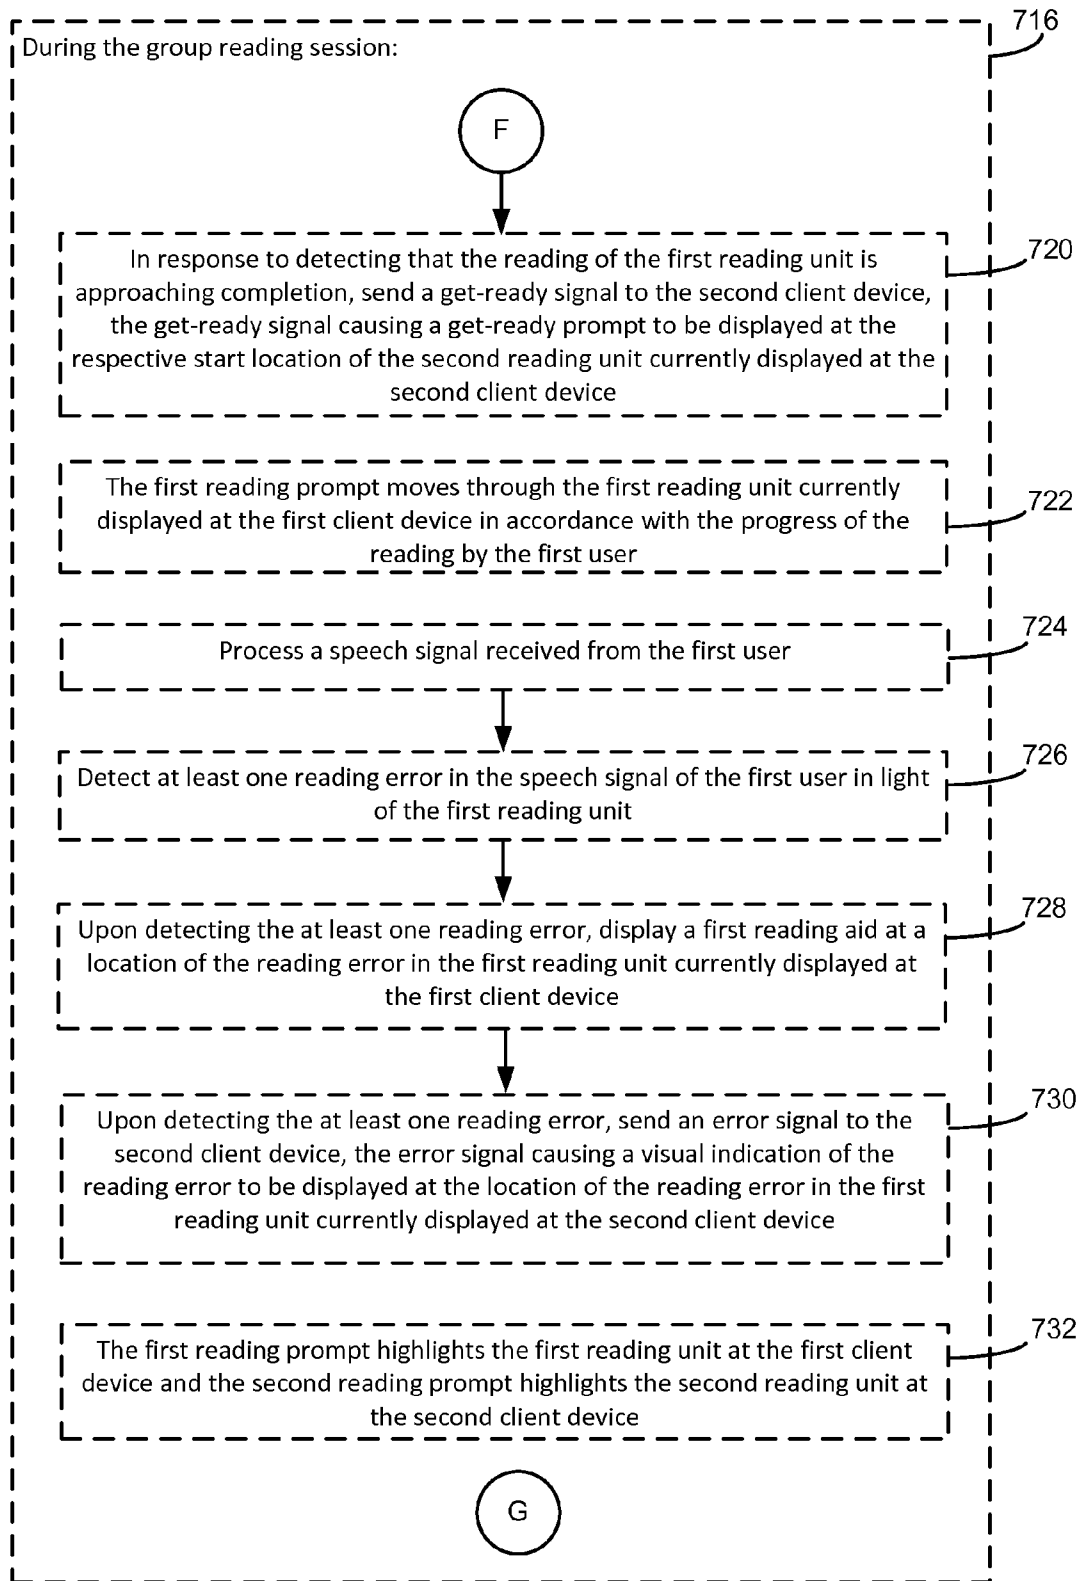 716
During the group reading session:
F
720
In response to detecting that the reading of the first reading unit is
approaching completion, send a get-ready signal to the second client device,
the get-ready signal causing a get-ready prompt to be displayed at the
respective start location of the second reading unit currently displayed at the
second client device
722
The first reading prompt moves through the first reading unit currently
displayed at the first client device in accordance with the progress of the
reading by the first user
724
Process a speech signal received from the first user
726
Detect at least one reading error in the speech signal of the first user in light
of the first reading unit
728
Upon detecting the at least one reading error, display a first reading aid at a
location of the reading error in the first reading unit currently displayed at
the first client device
730
Upon detecting the at least one reading error, send an error signal to the
second client device, the error signal causing a visual indication of the
reading error to be displayed at the location of the reading error in the first
reading unit currently displayed at the second client device
732
The first reading prompt highlights the first reading unit at the first client
device and the second reading prompt highlights the second reading unit at
the second client device
G